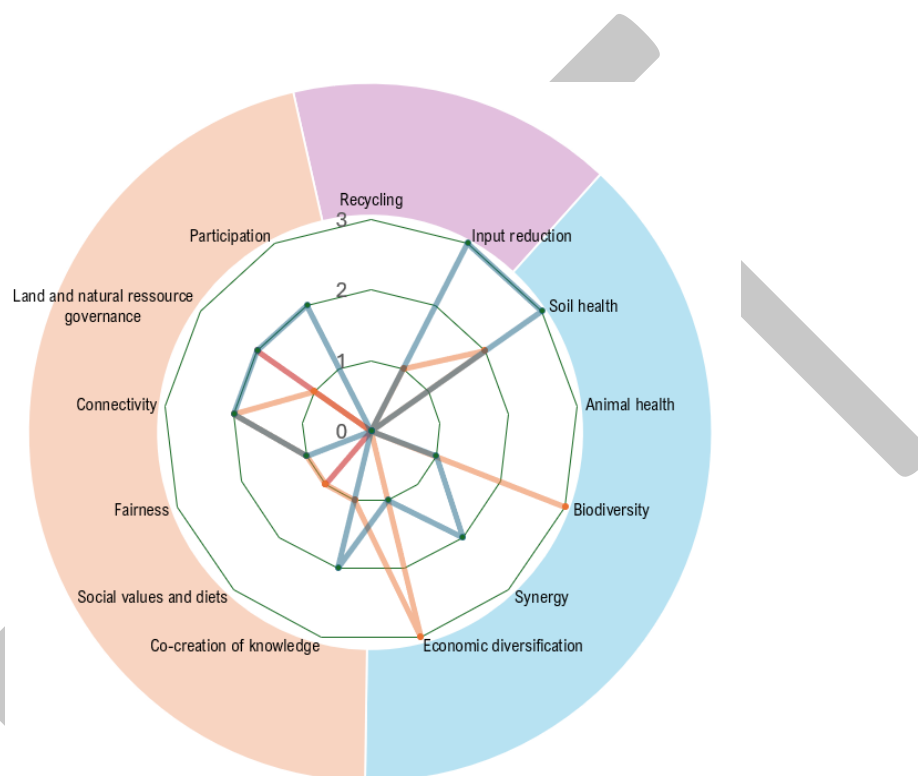 Recycling
3
Participation
Input reduction
2
Land and natural ressource
governance
Soil health
1
Connectivity
Animal health
0
Fairness
Biodiversity
Social values and diets
Synergy
Co-creation of knowledge
Economic diversification